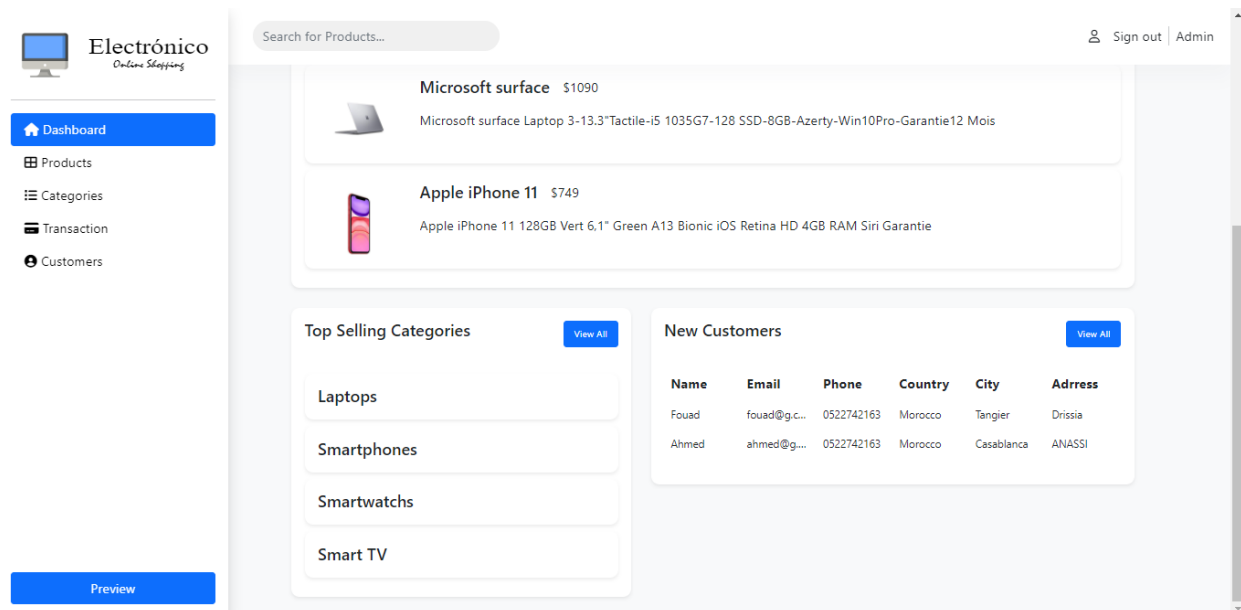 Electrónico
Online Shopping
Dashboard
Products
Categories
Transaction
Customers
Preview
Search for Products...
Sign out Admin
Microsoft surface $1090
Microsoft surface Laptop 3-13.3"Tactile-i5 1035G7-128 SSD-8GB-Azerty-Win10Pro-Garantie12 Mois
Apple iPhone 11 $749
Apple iPhone 11 128GB Vert 6,1" Green A13 Bionic iOS Retina HD 4GB RAM Siri Garantie
Top Selling Categories View All
Laptops
Smartphones
Smartwatchs
Smart TV
New Customers View All
Name Email Phone Country City Adrress
Fouad fouad@g.c... 0522742163 Morocco Tangier Drissia
Ahmed ahmed@g.... 0522742163 Morocco Casablanca ANASSI